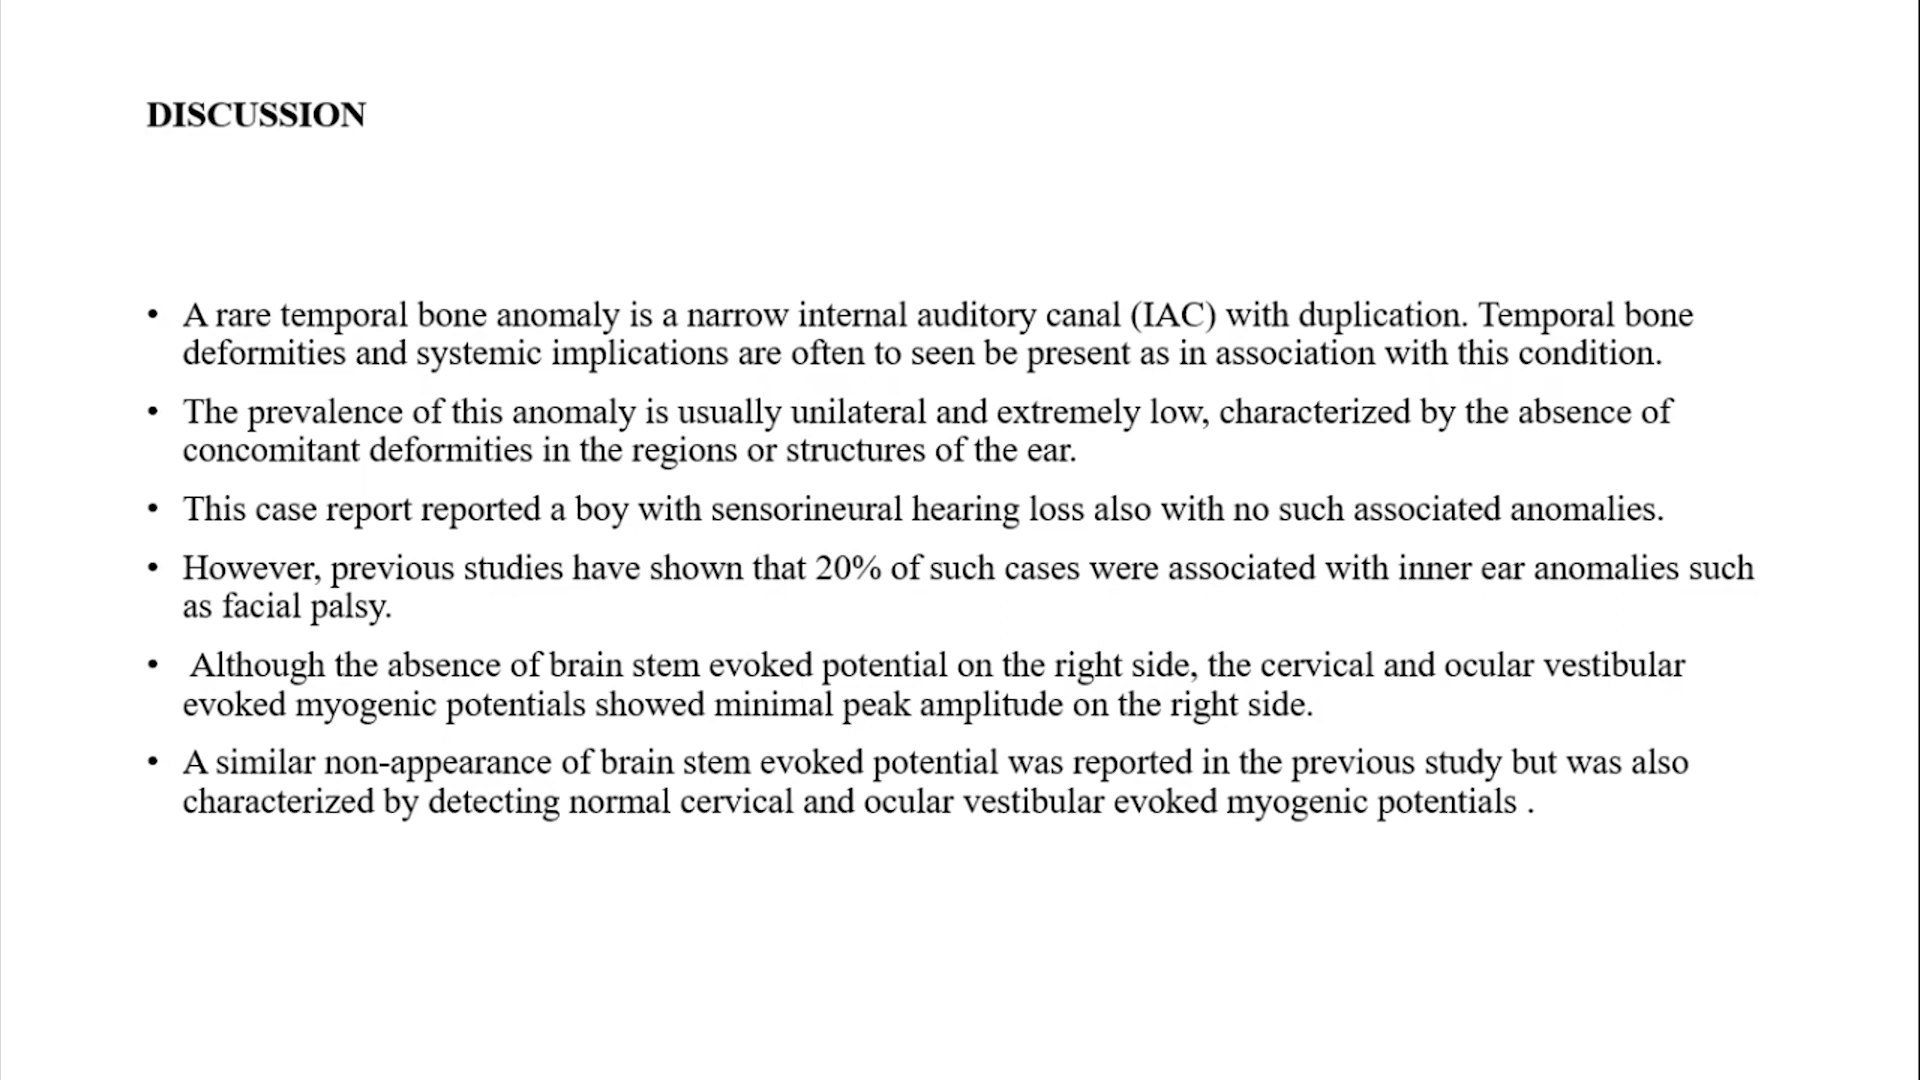 DISCUSSION
• A rare temporal bone anomaly is a narrow internal auditory canal (IAC) with duplication. Temporal bone
deformities and systemic implications are often to seen be present as in association with this condition.
• The prevalence of this anomaly is usually unilateral and extremely low, characterized by the absence of
concomitant deformities in the regions or structures of the ear.
• This case report reported a boy with sensorineural hearing loss also with no such associated anomalies.
• However, previous studies have shown that 20% of such cases were associated with inner ear anomalies such
as facial palsy.
• Although the absence of brain stem evoked potential on the right side, the cervical and ocular vestibular
evoked myogenic potentials showed minimal peak amplitude on the right side.
• A similar non-appearance of brain stem evoked potential was reported in the previous study but was also
characterized by detecting normal cervical and ocular vestibular evoked myogenic potentials .